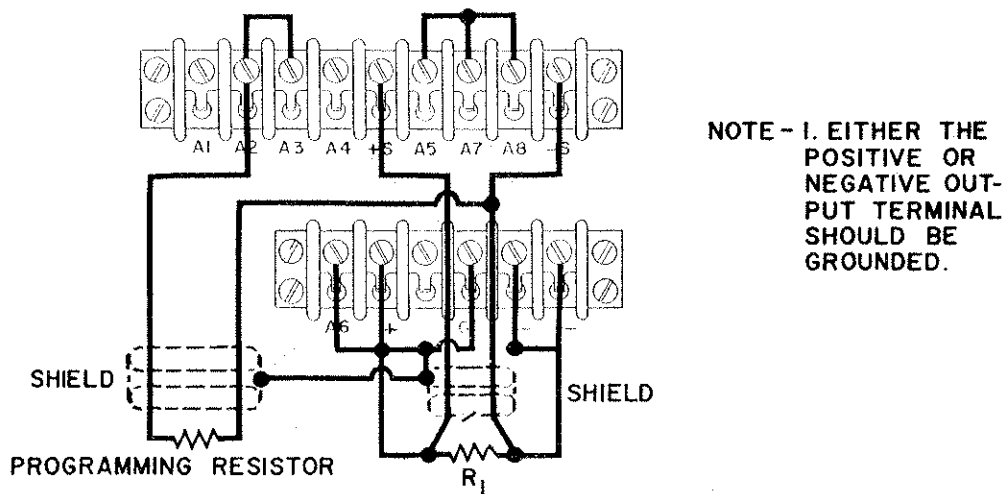 A1 A2 A3 A4 +S A5 A7 A8 -S
NOTE - 1. EITHER THE
POSITIVE OR
NEGATIVE OUT-
PUT TERMINAL
SHOULD BE
GROUNDED.
A6 + G - -
SHIELD
SHIELD
PROGRAMMING RESISTOR
R1